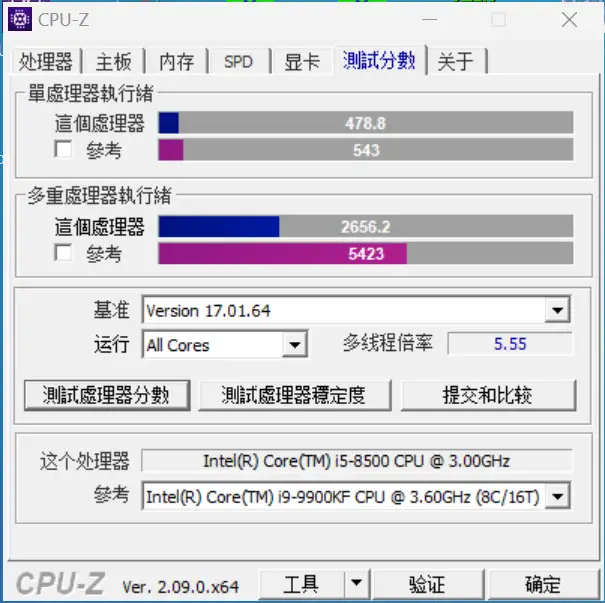 CPU-Z
处理器 主板 内存 SPD 显卡 測試分數 关于
單處理器執行緒
這個處理器 478.8
參考 543
多重處理器執行緒
這個處理器 2656.2
參考 5423
基准 Version 17.01.64
运行 All Cores 多线程倍率 5.55
測試處理器分數 測試處理器穩定度 提交和比较
这个处理器 Intel(R) Core(TM) i5-8500 CPU @ 3.00GHz
參考 Intel(R) Core(TM) i9-9900KF CPU @ 3.60GHz (8C/16T)
CPU-Z Ver. 2.09.0.x64 工具 验证 确定